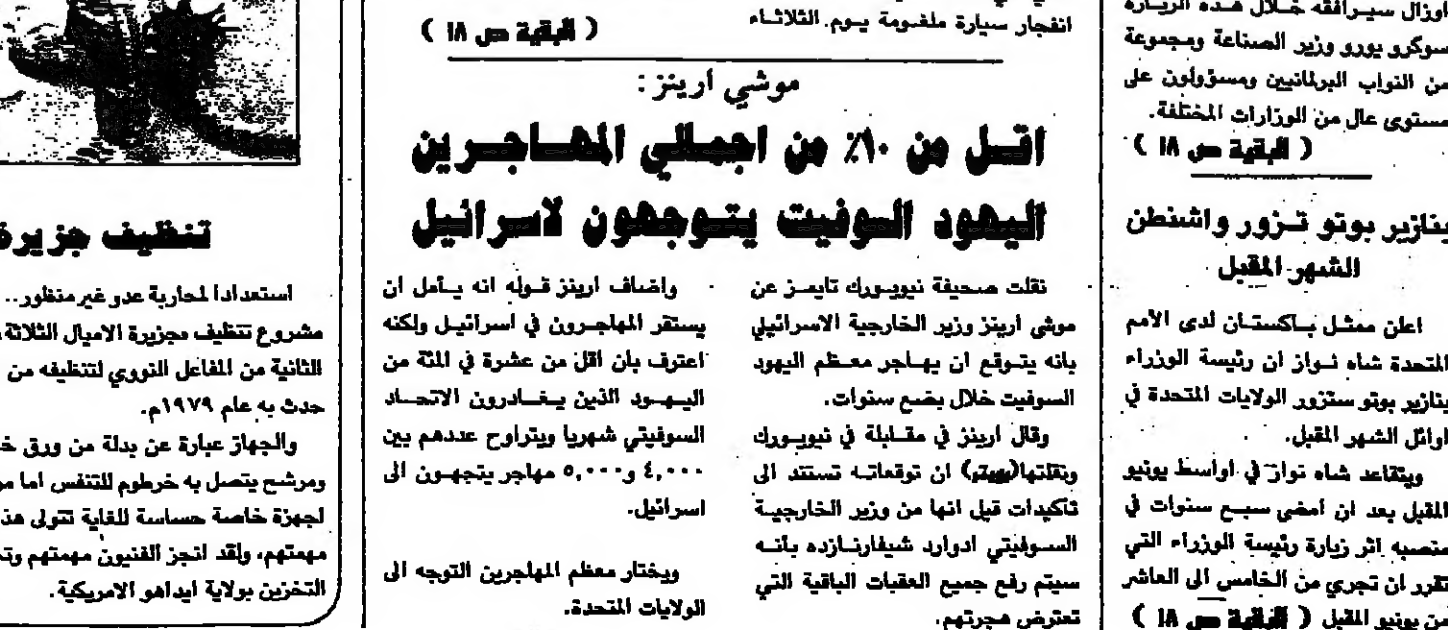 اوزال سيرافقه خلال هذه الزيارة
سوكرو يورو وزير الصناعة ومجموعة
من النواب البرلمانيين ومسؤولون على
مستوى عال من الوزارات المختلفة.
( البقية ص ١٨ )
بنازير بوتو تزور واشنطن
الشهر المقبل
اعلن ممثل باكستان لدى الأمم
المتحدة شاه نواز ان رئيسة الوزراء
بنازير بوتو ستزور الولايات المتحدة في
اوائل الشهر المقبل.
ويتقاعد شاه نواز في اواسط يونيو
المقبل بعد ان امضى سبع سنوات في
منصبه اثر زيارة رئيسة الوزراء التي
تقرر ان تجري من الخامس الى العاشر
من يونيو المقبل ( البقية ص ١٨ )
انفجار سيارة ملغومة يوم الثلاثاء
( البقية ص ١٨ )
موشي ارينز :
اقل من ١٠٪ من اجمالي المهاجرين
اليهود السوفيت يتوجهون لاسرائيل
نقلت صحيفة نيويورك تايمز عن
موشى ارينز وزير الخارجية الاسرائيلي
بانه يتوقع ان يهاجر معظم اليهود
السوفيت خلال بضع سنوات.
وقال ارينز في مقابلة في نيويورك
ونقلتها ان توقعاته تستند الى
تأكيدات قيل انها من وزير الخارجية
السوفيتي ادوارد شيفارنازده بأنه
سيتم رفع جميع العقبات الباقية التي
تعترض هجرتهم.
واضاف ارينز قوله انه يأمل ان
يستقر المهاجرون في اسرائيل ولكنه
اعترف بان اقل من عشرة في المئة من
اليهود الذين يغادرون الاتحاد
السوفيتي شهريا ويتراوح عددهم بين
٤,٠٠٠ و٥,٠٠٠ مهاجر يتجهون الى
اسرائيل.
ويختار معظم المهاجرين التوجه الى
الولايات المتحدة.
تنظيف جزيرة
استعدادا لمحاربة عدو غير منظور..
مشروع تنظيف مجزيرة الاميال الثلاثة
الثانية من المفاعل النووي لتنظيفه من
حدث به عام ١٩٧٩م.
والجهاز عبارة عن بدلة من ورق
ومرشح يتصل به خرطوم للتنفس اما
لجهزة خاصة حساسة للغاية تتولى
مهمتهم، ولقد انجز الفنيون مهمتهم
التخزين بولاية ايداهو الامريكية.